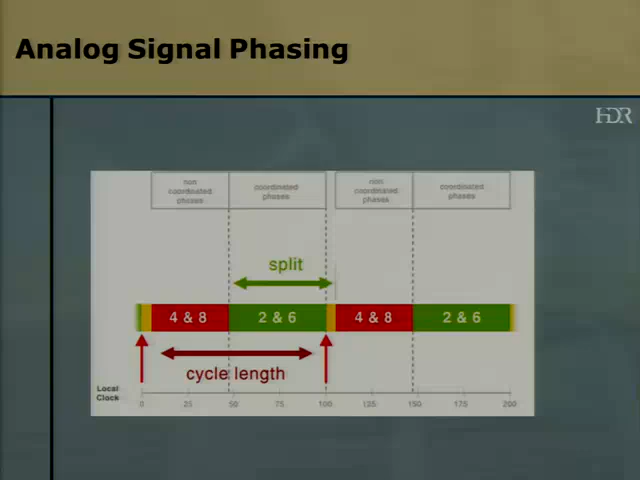 Analog Signal Phasing
HDR
non coordinated phases
coordinated phases
non coordinated phases
coordinated phases
split
4 & 8
2 & 6
4 & 8
2 & 6
cycle length
Local Clock
0
25
50
75
100
125
150
175
200